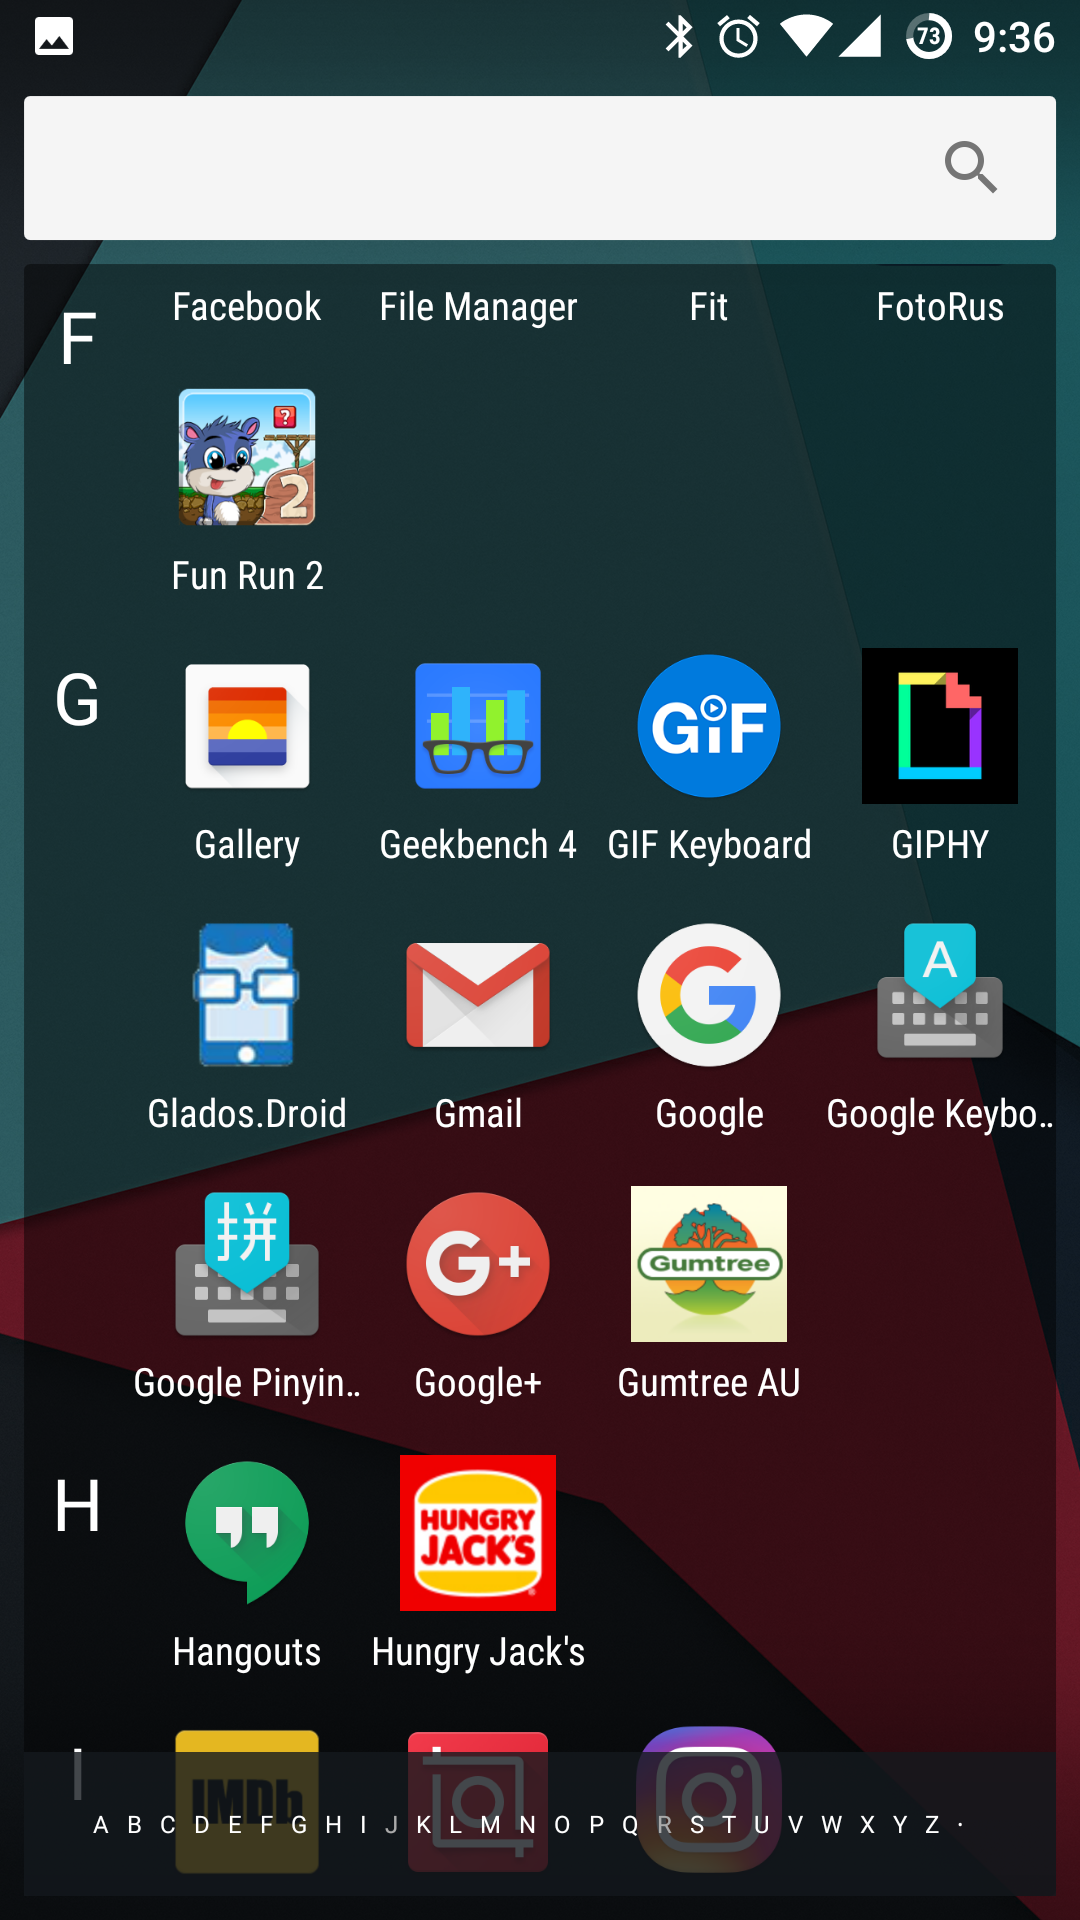 73 9:36
F Facebook File Manager Fit FotoRus
? 2
Fun Run 2
G GiF
Gallery Geekbench 4 GIF Keyboard GIPHY
G A
Glados.Droid Gmail Google Google Keybo..
拼 G+ Gumtree
Google Pinyin.. Google+ Gumtree AU
H HUNGRY
JACK'S
Hangouts Hungry Jack's
I IMDb
A B C D E F G H I J K L M N O P Q R S T U V W X Y Z ·